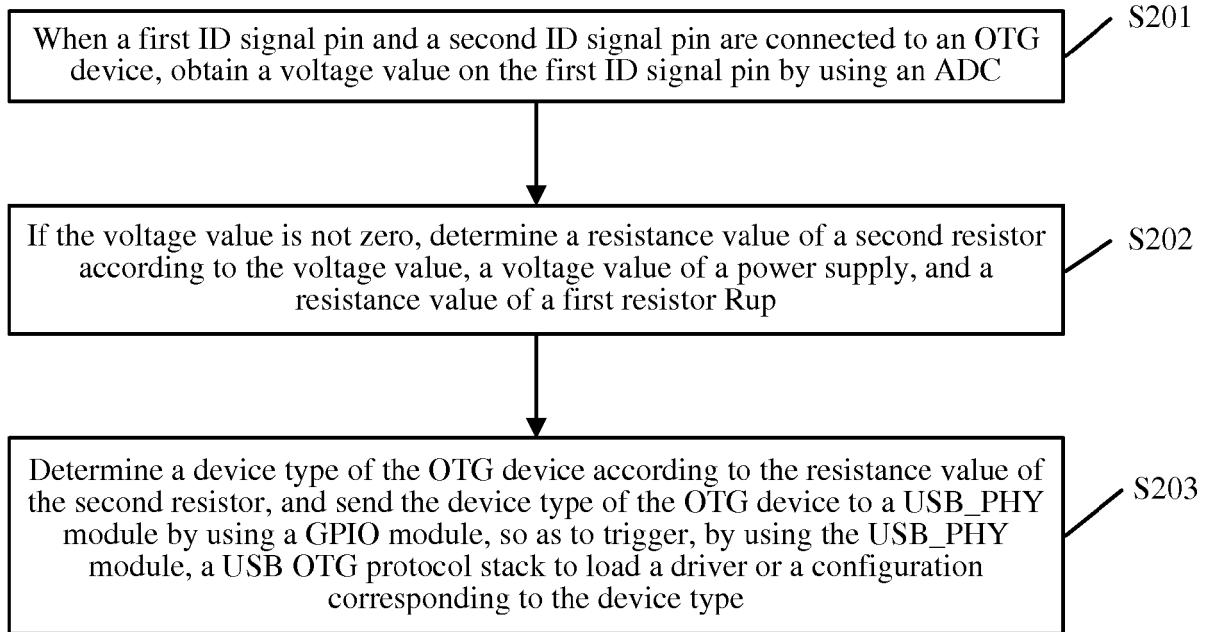 When a first ID signal pin and a second ID signal pin are connected to an OTG
device, obtain a voltage value on the first ID signal pin by using an ADC
S201
If the voltage value is not zero, determine a resistance value of a second resistor
according to the voltage value, a voltage value of a power supply, and a
resistance value of a first resistor Rup
S202
Determine a device type of the OTG device according to the resistance value of
the second resistor, and send the device type of the OTG device to a USB_PHY
module by using a GPIO module, so as to trigger, by using the USB_PHY
module, a USB OTG protocol stack to load a driver or a configuration
corresponding to the device type
S203